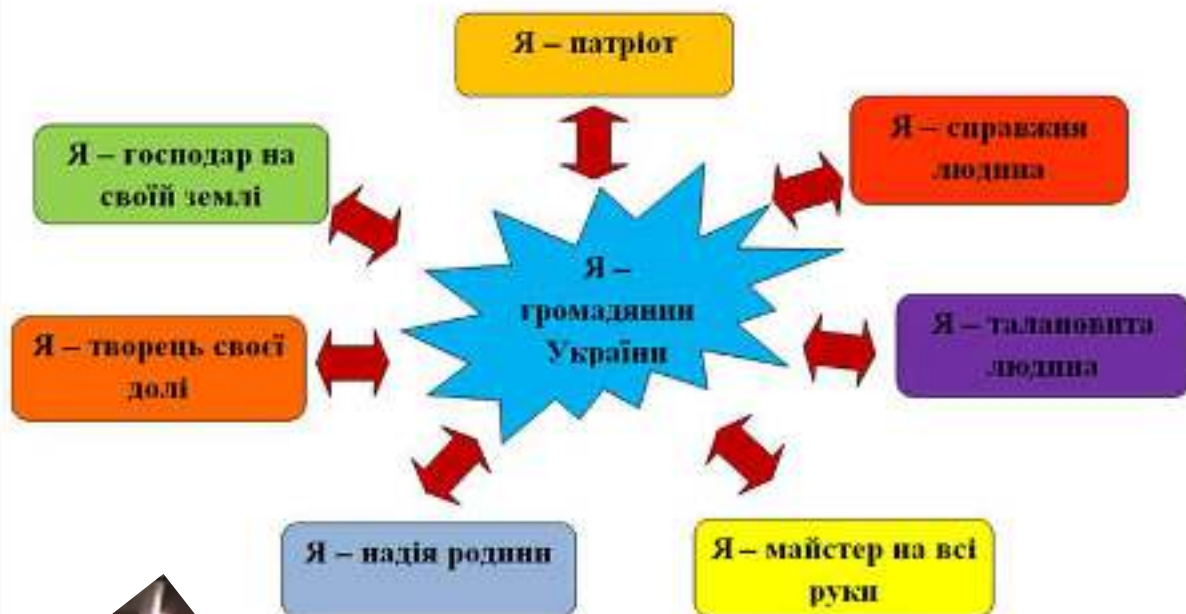 Я – патріот
Я – господар на
своїй землі
Я – справжня
людина
Я –
громадянин
України
Я – творець своєї
долі
Я – талановита
людина
Я – надія родини
Я – майстер на всі
руки